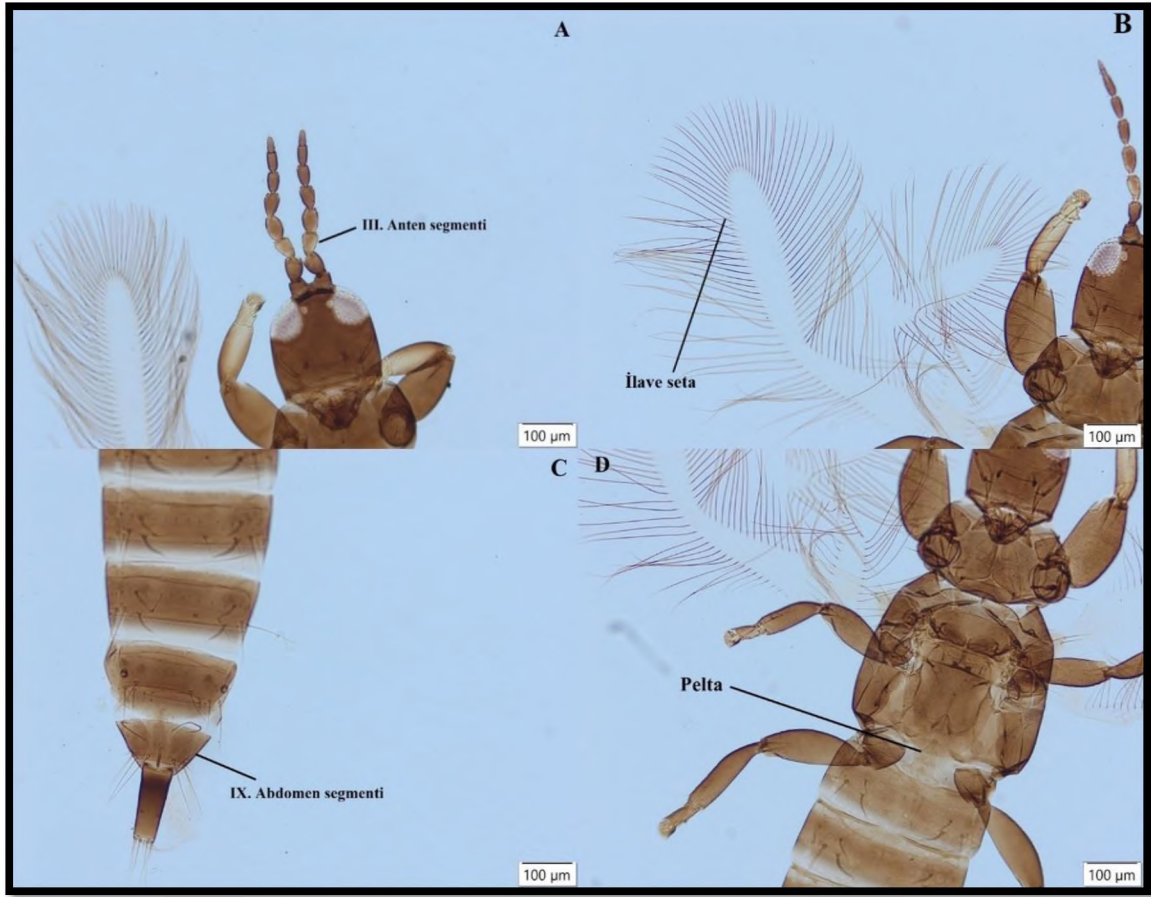 A
III. Anten segmenti
100 µm
B
İlave seta
100 µm
C
IX. Abdomen segmenti
100 µm
D
Pelta
100 µm